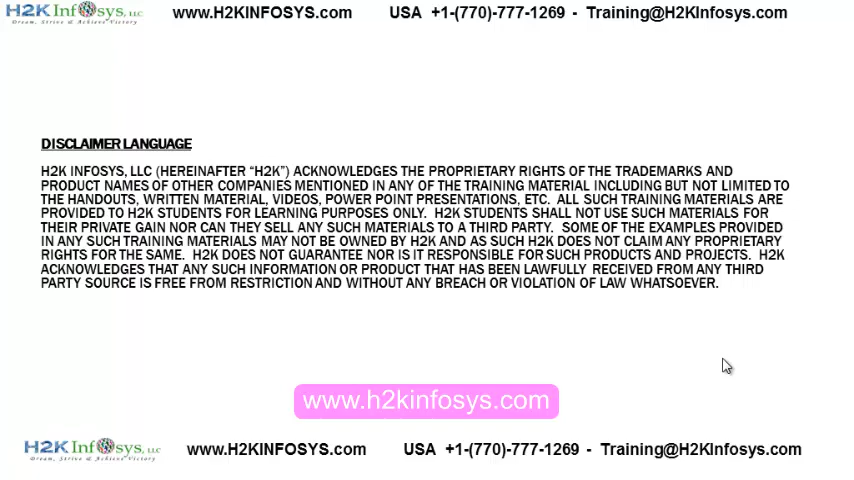 H2K Infosys, LLC
Dream, Strive & Achieve Victory
www.H2KINFOSYS.com USA +1-(770)-777-1269 - Training@H2KInfosys.com
DISCLAIMER LANGUAGE
H2K INFOSYS, LLC (HEREINAFTER “H2K”) ACKNOWLEDGES THE PROPRIETARY RIGHTS OF THE TRADEMARKS AND
PRODUCT NAMES OF OTHER COMPANIES MENTIONED IN ANY OF THE TRAINING MATERIAL INCLUDING BUT NOT LIMITED TO
THE HANDOUTS, WRITTEN MATERIAL, VIDEOS, POWER POINT PRESENTATIONS, ETC. ALL SUCH TRAINING MATERIALS ARE
PROVIDED TO H2K STUDENTS FOR LEARNING PURPOSES ONLY. H2K STUDENTS SHALL NOT USE SUCH MATERIALS FOR
THEIR PRIVATE GAIN NOR CAN THEY SELL ANY SUCH MATERIALS TO A THIRD PARTY. SOME OF THE EXAMPLES PROVIDED
IN ANY SUCH TRAINING MATERIALS MAY NOT BE OWNED BY H2K AND AS SUCH H2K DOES NOT CLAIM ANY PROPRIETARY
RIGHTS FOR THE SAME. H2K DOES NOT GUARANTEE NOR IS IT RESPONSIBLE FOR SUCH PRODUCTS AND PROJECTS. H2K
ACKNOWLEDGES THAT ANY SUCH INFORMATION OR PRODUCT THAT HAS BEEN LAWFULLY RECEIVED FROM ANY THIRD
PARTY SOURCE IS FREE FROM RESTRICTION AND WITHOUT ANY BREACH OR VIOLATION OF LAW WHATSOEVER.
www.h2kinfosys.com
H2K Infosys, LLC
Dream, Strive & Achieve Victory
www.H2KINFOSYS.com USA +1-(770)-777-1269 - Training@H2KInfosys.com